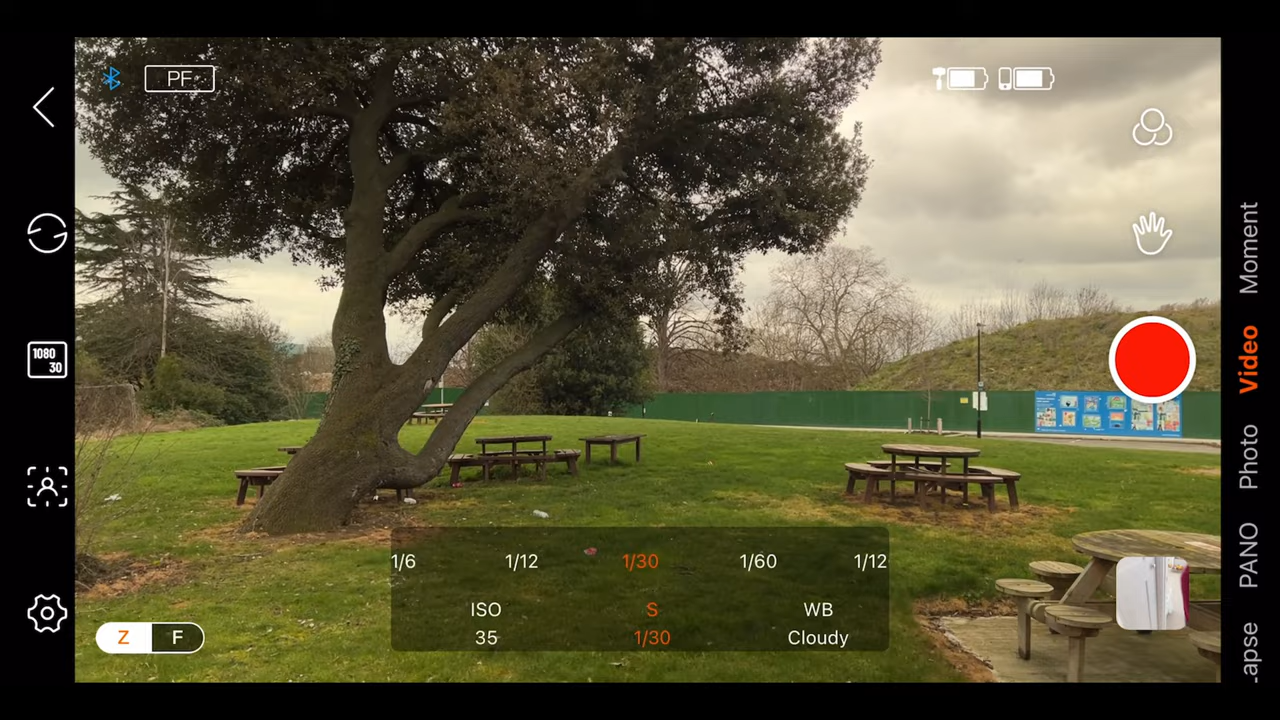 PF
1080
30
Moment
Video
Photo
PANO
Lapse
1/6 1/12 1/30 1/60 1/12
ISO S WB
35 1/30 Cloudy
Z F